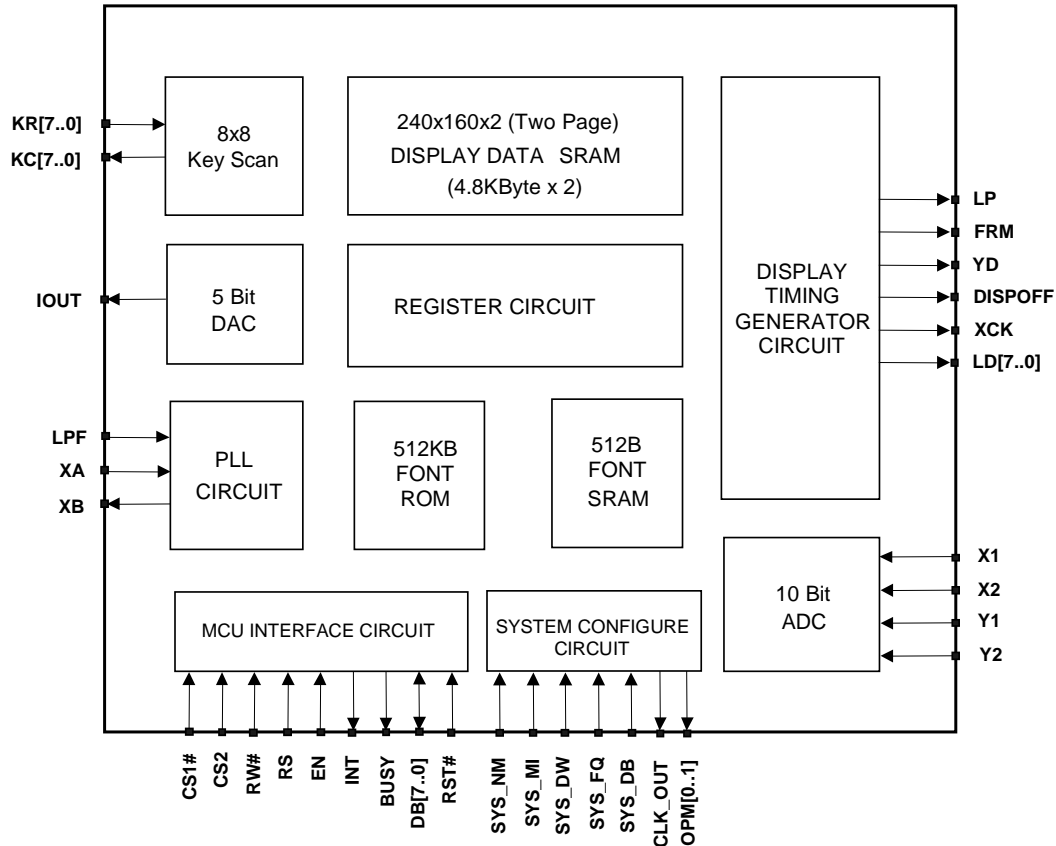 KR[7..0]
KC[7..0]
8x8
Key Scan
240x160x2 (Two Page)
DISPLAY DATA SRAM
(4.8KByte x 2)
DISPLAY
TIMING
GENERATOR
CIRCUIT
LP
FRM
YD
DISPOFF
XCK
LD[7..0]
IOUT
5 Bit
DAC
REGISTER CIRCUIT
LPF
XA
XB
PLL
CIRCUIT
512KB
FONT
ROM
512B
FONT
SRAM
10 Bit
ADC
X1
X2
Y1
Y2
MCU INTERFACE CIRCUIT
SYSTEM CONFIGURE
CIRCUIT
CS1#
CS2
RW#
RS
EN
INT
BUSY
DB[7..0]
RST#
SYS_NM
SYS_MI
SYS_DW
SYS_FQ
SYS_DB
CLK_OUT
OPM[0..1]